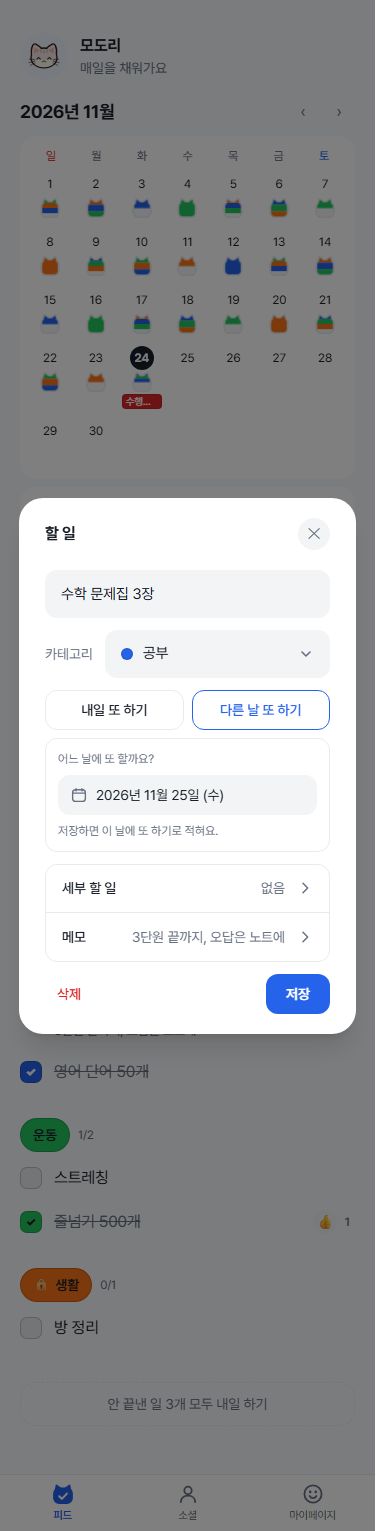 모도리
매일을 채워가요
2026년 11월
일 월 화 수 목 금 토
1 2 3 4 5 6 7
8 9 10 11 12 13 14
15 16 17 18 19 20 21
22 23 24 25 26 27 28
수행...
29 30
할 일
수학 문제집 3장
카테고리 공부
내일 또 하기 다른 날 또 하기
어느 날에 또 할까요?
2026년 11월 25일 (수)
저장하면 이 날에 또 하기로 적혀요.
세부 할 일 없음
메모 3단원 끝까지, 오답은 노트에
삭제 저장
영어 단어 50개
운동 1/2
스트레칭
줄넘기 500개 1
생활 0/1
방 정리
안 끝낸 일 3개 모두 내일 하기
피드 소셜 마이페이지